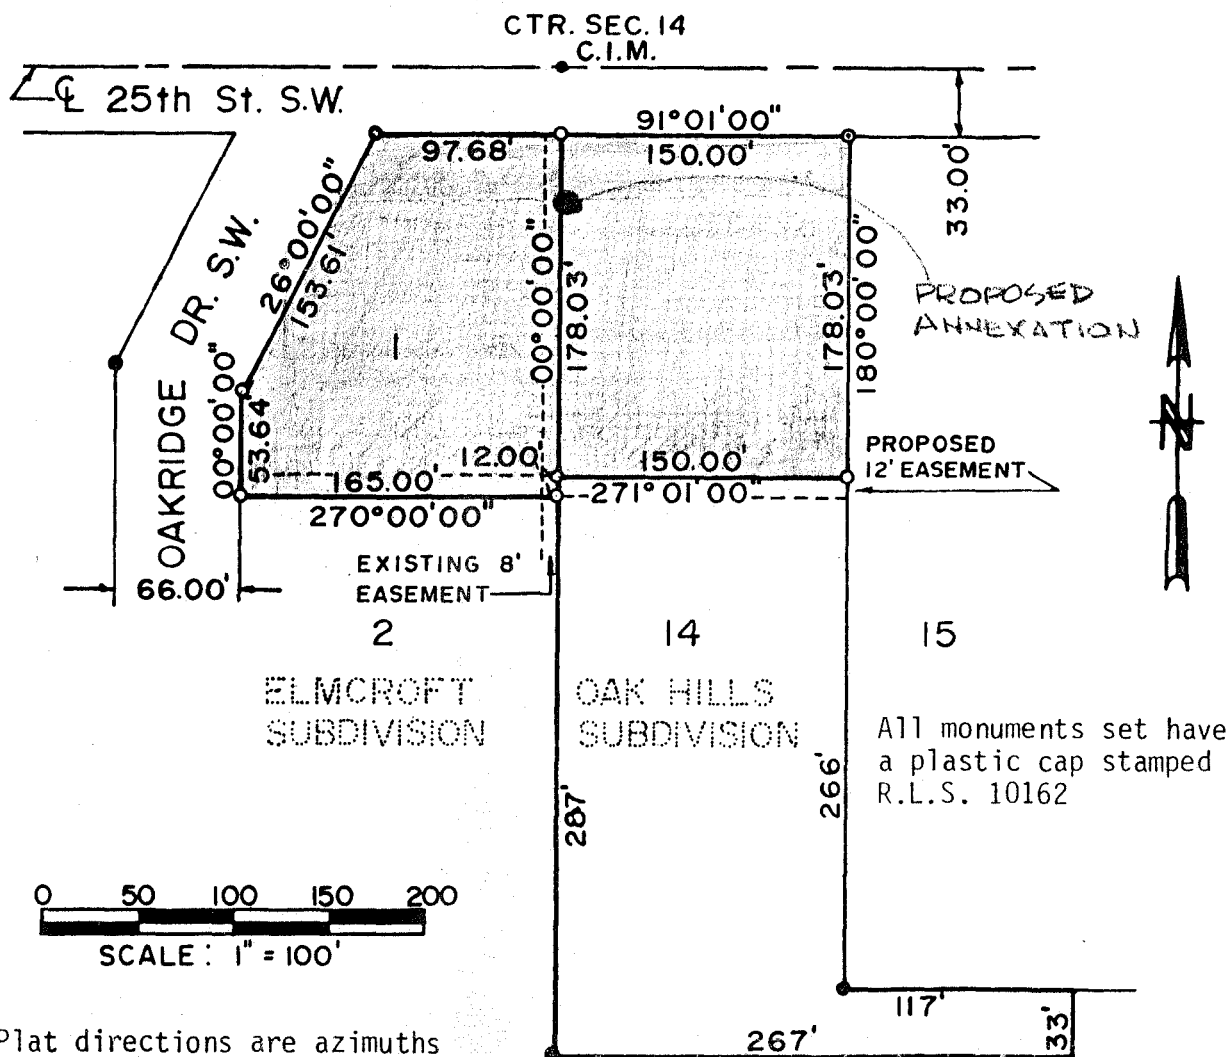 CTR. SEC. 14
C.I.M.
℄ 25th St. S.W.
91°01'00"
97.68'
150.00'
33.00'
26°00'00"
153.61'
OAKRIDGE DR. S.W.
00°00'00"
178.03'
178.03'
180°00'00"
PROPOSED
ANNEXATION
1
00°00'00"
53.64'
N
12.00'
150.00'
PROPOSED
12' EASEMENT
165.00'
271°01'00"
270°00'00"
EXISTING 8'
EASEMENT
66.00'
2
14
15
ELMCROFT
SUBDIVISION
OAK HILLS
SUBDIVISION
All monuments set have
a plastic cap stamped
R.L.S. 10162
287'
266'
0 50 100 150 200
SCALE: 1" = 100'
117'
Plat directions are azimuths
267'
33'